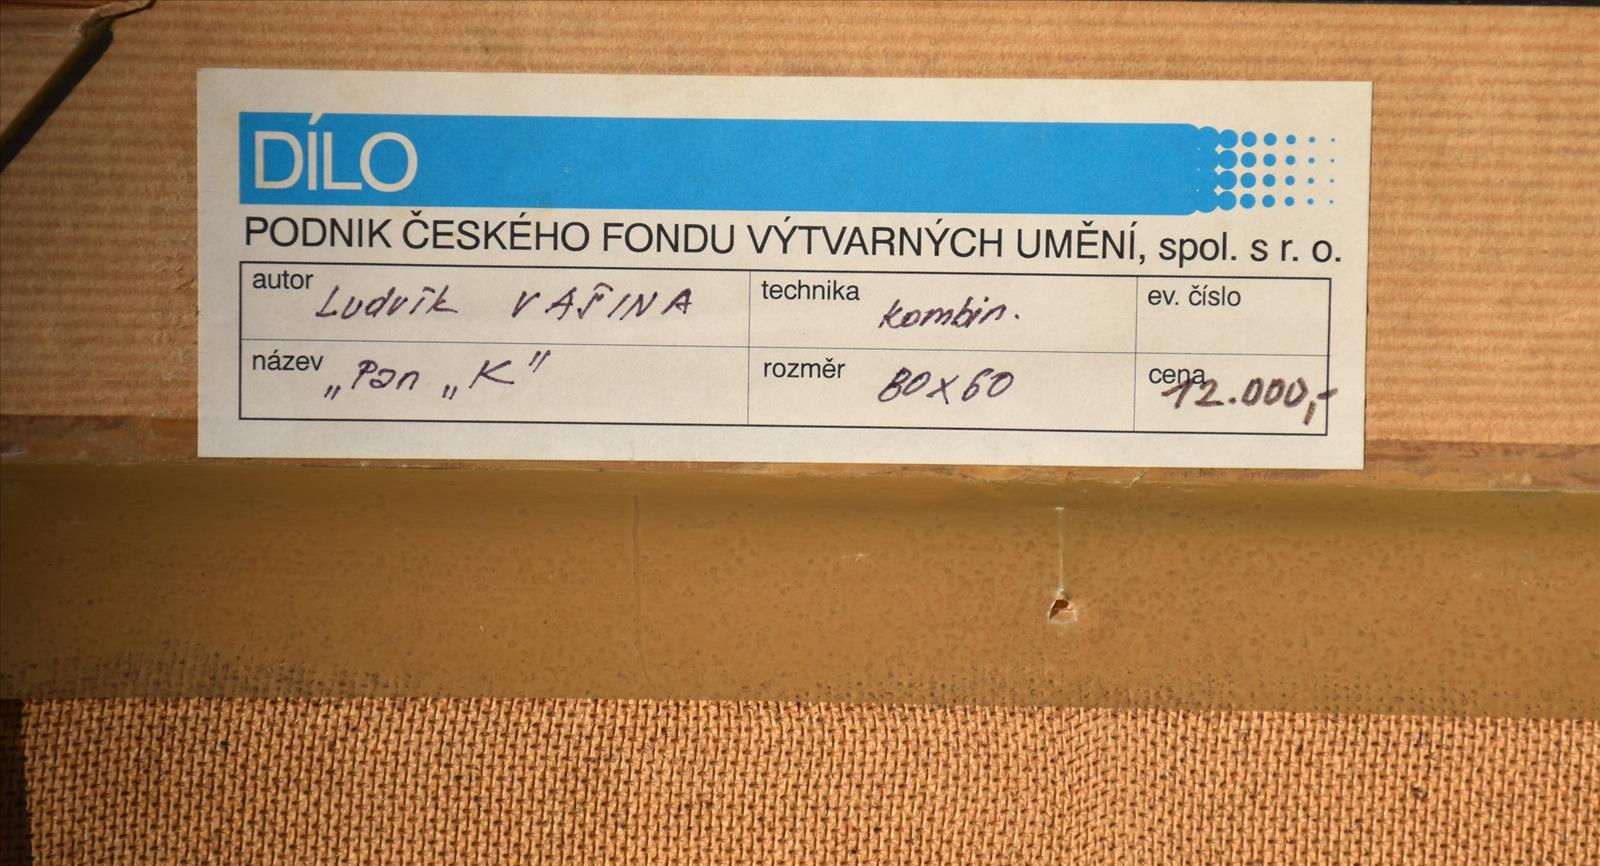 DÍLO
PODNIK ČESKÉHO FONDU VÝTVARNÝCH UMĚNÍ, spol. s r. o.
autor Ludvík VAŘINA technika kombin. ev. číslo
název „Pan „K" rozměr 80x60 cena 12.000,-